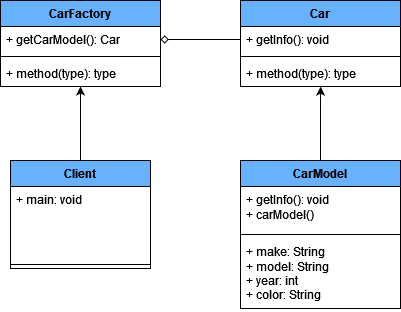 CarFactory
+ getCarModel(): Car
+ method(type): type
Car
+ getInfo(): void
+ method(type): type
Client
+ main: void
CarModel
+ getInfo(): void
+ carModel()
+ make: String
+ model: String
+ year: int
+ color: String